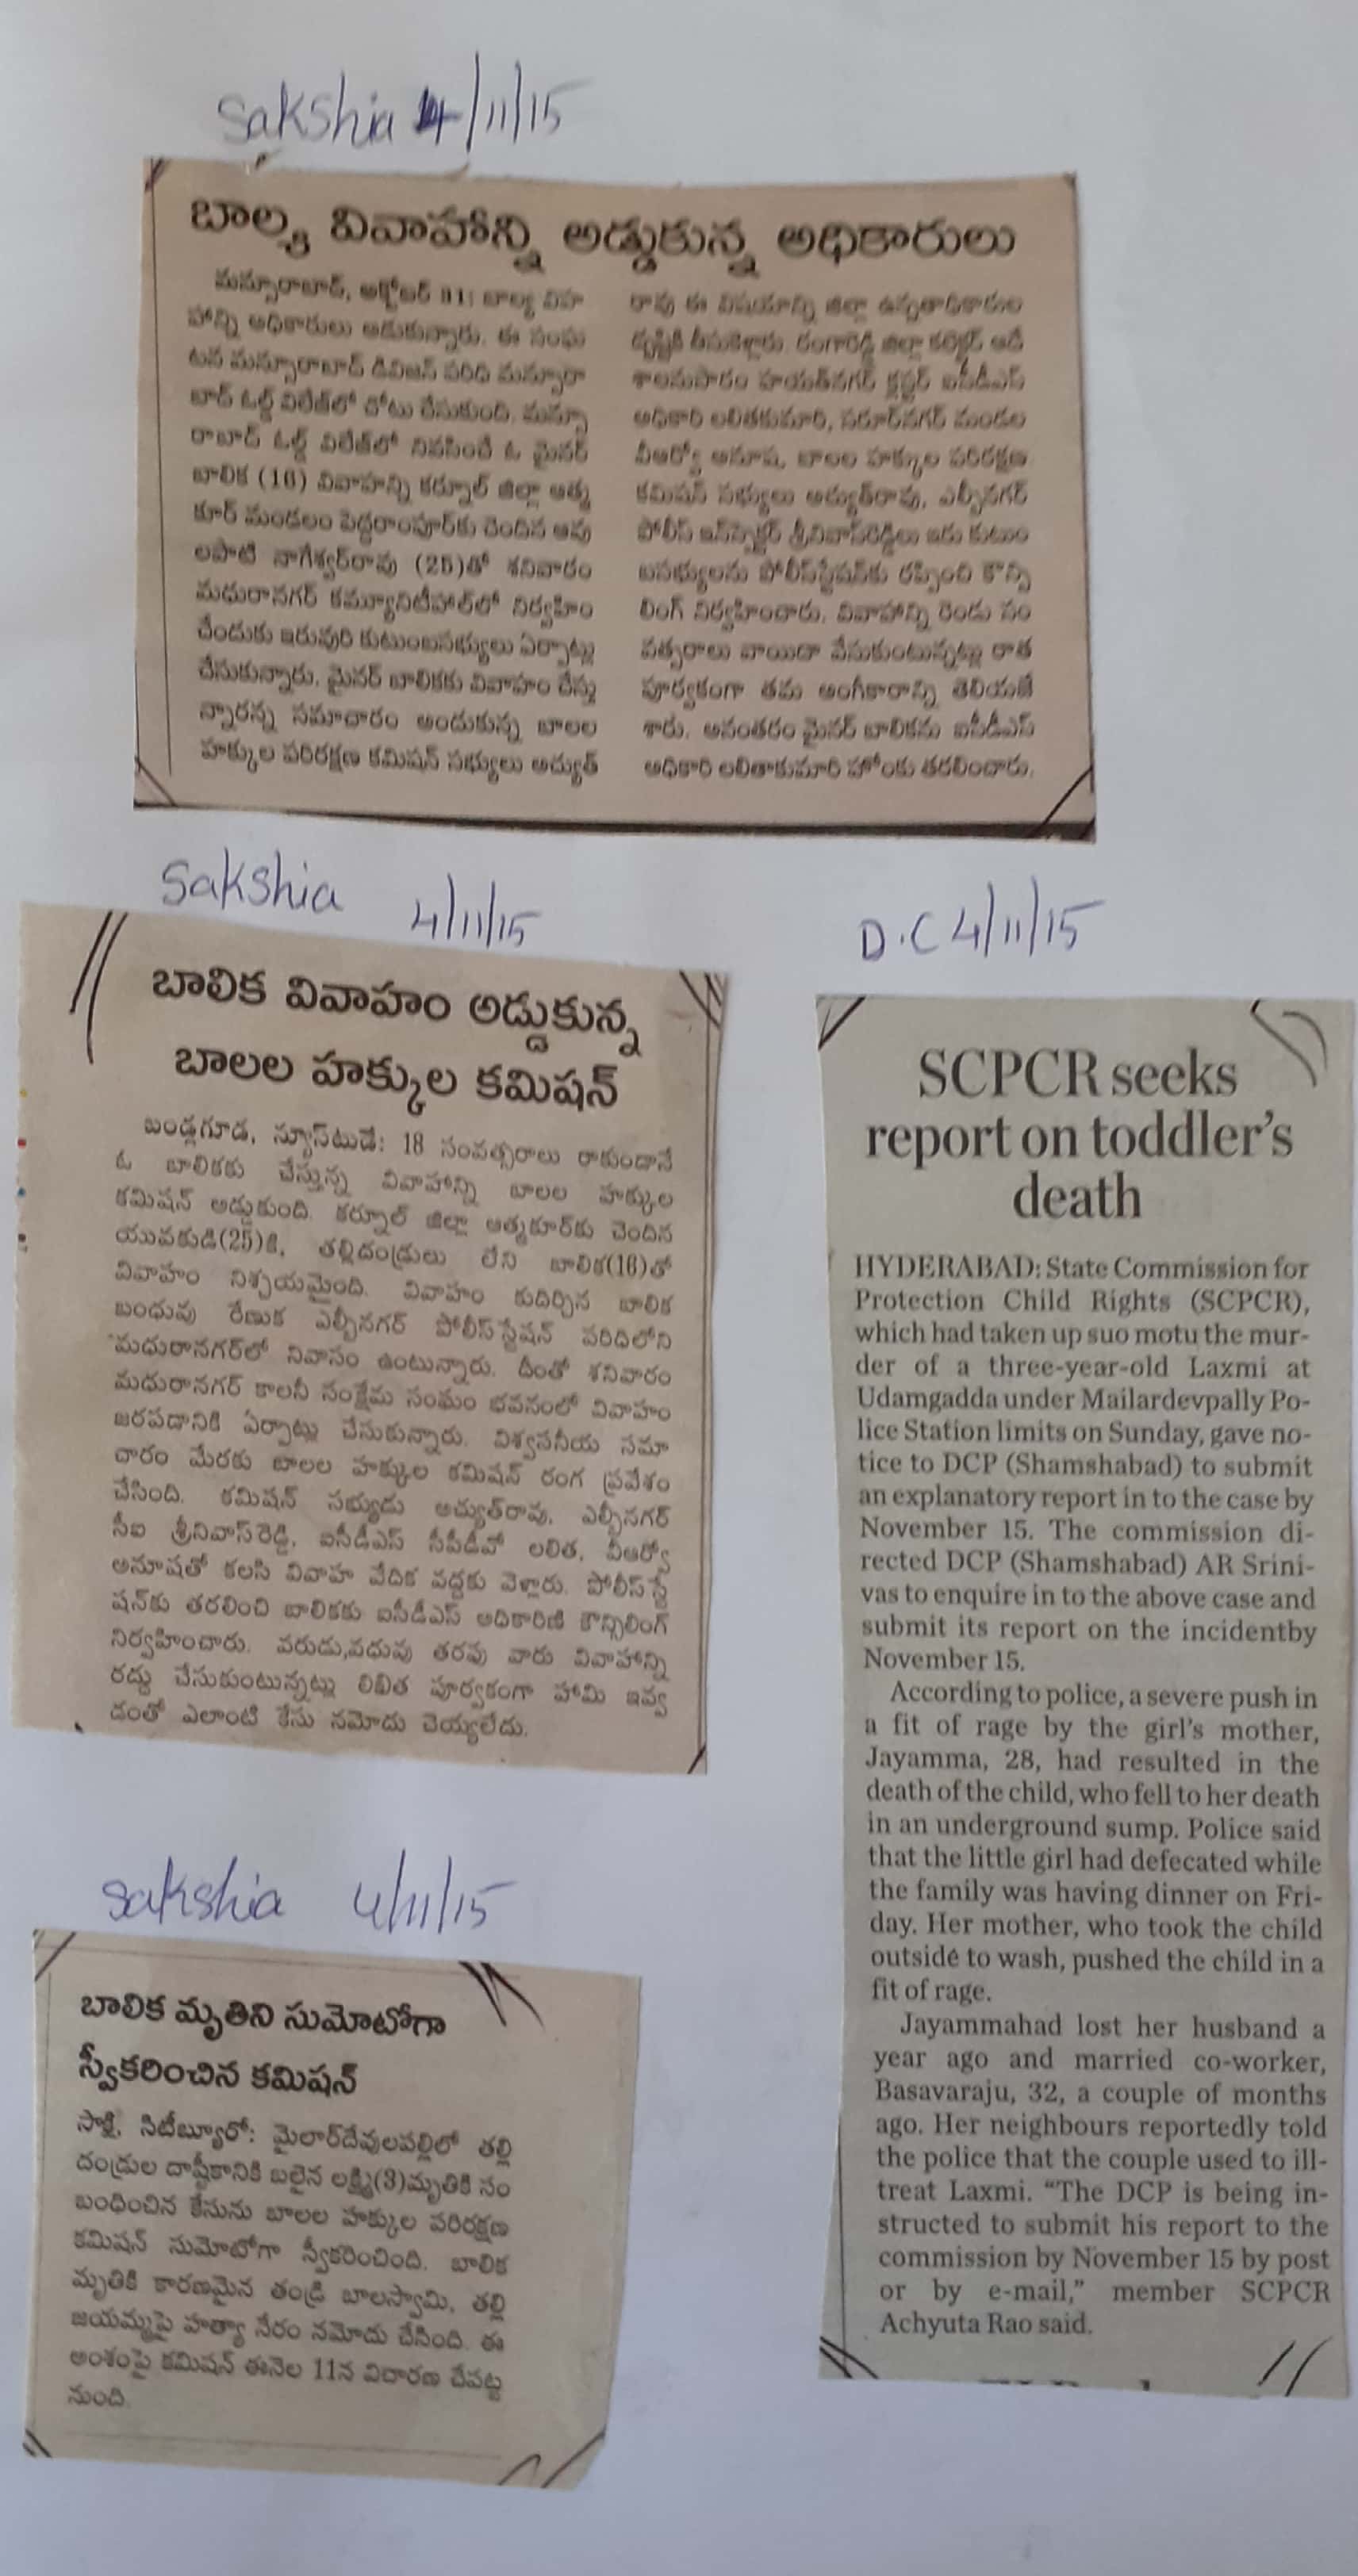 sakshia 4/11/15
బాల్య వివాహాన్ని అడ్డుకున్న అధికారులు
మన్సూరాబాద్, అక్టోబర్ 31: బాల్య వివా
హాన్ని అధికారులు అడుకున్నారు. ఈ సంఘ
టన మన్సూరాబాద్ డివిజన్ పరిధి మన్సూరా
బాద్ ఓల్డ్ విలేజ్‌లో చోటు చేసుకుంది. మన్సూ
రాబాద్ ఓల్డ్ విలేజ్‌లో నివసించే ఓ మైనర్
బాలిక (16) వివాహన్ని కర్నూల్ జిల్లా ఆత్మ
కూర్ మండలం పెద్దరాంపూర్‌కు చెందిన ఆవు
లపాటి నాగేశ్వర్‌రావు (25)తో శనివారం
మధురానగర్ కమ్యూనిటీహాల్‌లో నిర్వహిం
చేందుకు ఇరువురి కుటుంబసభ్యులు ఏర్పాట్లు
చేసుకున్నారు. మైనర్ బాలికకు వివాహం చేస్తు
న్నారన్న సమాచారం అందుకున్న బాలల
హక్కుల పరిరక్షణ కమిషన్ సభ్యులు అచ్యుత్
రావు ఈ విషయాన్ని జిల్లా ఉన్నతాధికారుల
దృష్టికి తీసుకెళ్లారు. రంగారెడ్డి జిల్లా కలెక్టర్ ఆదే
శాలనుసారం హయత్‌నగర్ క్లస్టర్ ఐసీడీఎస్
అధికారి లలితకుమారి, సరూర్‌నగర్ మండల
వీఆర్వో అనూష, బాలల హక్కుల పరిరక్షణ
కమిషన్ సభ్యులు అచ్యుత్‌రావు, ఎల్బీనగర్
పోలీస్ ఇన్‌స్పెక్టర్ శ్రీనివాస్‌రెడ్డిలు ఇరు కుటుం
బసభ్యులను పోలీస్‌స్టేషన్‌కు రప్పించి కౌన్సి
లింగ్ నిర్వహించారు. వివాహాన్ని రెండు సం
వత్సరాలు వాయిదా వేసుకుంటున్నట్లు రాత
పూర్వకంగా తమ అంగీకారాన్ని తెలియజే
శారు. అనంతరం మైనర్ బాలికను ఐసీడీఎస్
అధికారి లలితాకుమారి హోంకు తరలించారు.
Sakshia 4/11/15
బాలిక వివాహం అడ్డుకున్న
బాలల హక్కుల కమిషన్
బండ్లగూడ, న్యూస్‌టుడే: 18 సంవత్సరాలు రాకుండానే
ఓ బాలికకు చేస్తున్న వివాహాన్ని బాలల హక్కుల
కమిషన్ అడ్డుకుంది. కర్నూల్ జిల్లా ఆత్మకూర్‌కు చెందిన
యువకుడి(25)కి, తల్లిదండ్రులు లేని బాలిక(16)తో
వివాహం నిశ్చయమైంది. వివాహం కుదిర్చిన బాలిక
బంధువు రేణుక ఎల్బీనగర్ పోలీస్‌స్టేషన్ పరిధిలోని
మధురానగర్‌లో నివాసం ఉంటున్నారు. దీంతో శనివారం
మధురానగర్ కాలనీ సంక్షేమ సంఘం భవనంలో వివాహం
జరపడానికి ఏర్పాట్లు చేసుకున్నారు. విశ్వసనీయ సమా
చారం మేరకు బాలల హక్కుల కమిషన్ రంగ ప్రవేశం
చేసింది. కమిషన్ సభ్యుడు అచ్యుత్‌రావు, ఎల్బీనగర్
సీఐ శ్రీనివాస్‌రెడ్డి, ఐసీడీఎస్ సీడీపీవో లలిత, వీఆర్వో
అనూషతో కలసి వివాహ వేదిక వద్దకు వెళ్లారు. పోలీస్‌స్టే
షన్‌కు తరలించి బాలికకు ఐసీడీఎస్ అధికారిణి కౌన్సిలింగ్
నిర్వహించారు. వరుడు,వధువు తరపు వారు వివాహాన్ని
రద్దు చేసుకుంటున్నట్లు లిఖిత పూర్వకంగా హామి ఇవ్వ
డంతో ఎలాంటి కేసు నమోదు చెయ్యలేదు.
sakshia 4/11/15
బాలిక మృతిని సుమోటోగా
స్వీకరించిన కమిషన్
సాక్షి, సిటీబ్యూరో: మైలార్‌దేవులపల్లిలో తల్లి
దండ్రుల దాష్టీకానికి బలైన లక్ష్మి(3)మృతికి సం
బంధించిన కేసును బాలల హక్కుల పరిరక్షణ
కమిషన్ సుమోటోగా స్వీకరించింది. బాలిక
మృతికి కారణమైన తండ్రి బాలస్వామి, తల్లి
జయమ్మపై హత్యా నేరం నమోదు చేసింది. ఈ
అంశంపై కమిషన్ ఈనెల 11న విచారణ చేపట్ట
నుంది.
D.C 4/11/15
SCPCR seeks
report on toddler's
death
HYDERABAD: State Commission for
Protection Child Rights (SCPCR),
which had taken up suo motu the mur-
der of a three-year-old Laxmi at
Udamgadda under Mailardevpally Po-
lice Station limits on Sunday, gave no-
tice to DCP (Shamshabad) to submit
an explanatory report in to the case by
November 15. The commission di-
rected DCP (Shamshabad) AR Srini-
vas to enquire in to the above case and
submit its report on the incidentby
November 15.
According to police, a severe push in
a fit of rage by the girl's mother,
Jayamma, 28, had resulted in the
death of the child, who fell to her death
in an underground sump. Police said
that the little girl had defecated while
the family was having dinner on Fri-
day. Her mother, who took the child
outside to wash, pushed the child in a
fit of rage.
Jayammahad lost her husband a
year ago and married co-worker,
Basavaraju, 32, a couple of months
ago. Her neighbours reportedly told
the police that the couple used to ill-
treat Laxmi. "The DCP is being in-
structed to submit his report to the
commission by November 15 by post
or by e-mail," member SCPCR
Achyuta Rao said.